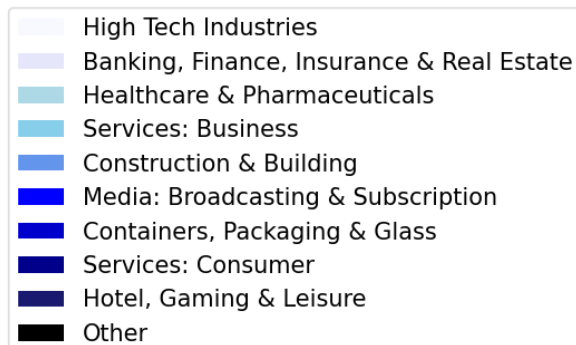 High Tech Industries
Banking, Finance, Insurance & Real Estate
Healthcare & Pharmaceuticals
Services: Business
Construction & Building
Media: Broadcasting & Subscription
Containers, Packaging & Glass
Services: Consumer
Hotel, Gaming & Leisure
Other